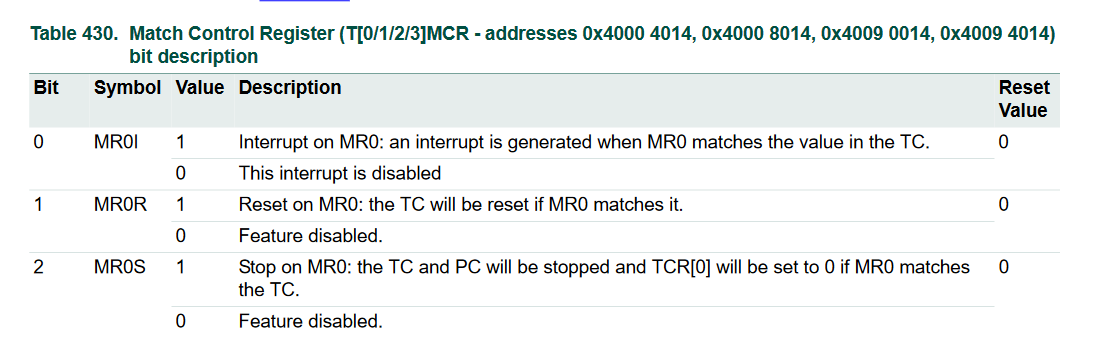 Table 430. Match Control Register (T[0/1/2/3]MCR - addresses 0x4000 4014, 0x4000 8014, 0x4009 0014, 0x4009 4014)
bit description
Bit Symbol Value Description Reset
Value
0 MR0I 1 Interrupt on MR0: an interrupt is generated when MR0 matches the value in the TC. 0
0 This interrupt is disabled
1 MR0R 1 Reset on MR0: the TC will be reset if MR0 matches it. 0
0 Feature disabled.
2 MR0S 1 Stop on MR0: the TC and PC will be stopped and TCR[0] will be set to 0 if MR0 matches 0
the TC.
0 Feature disabled.